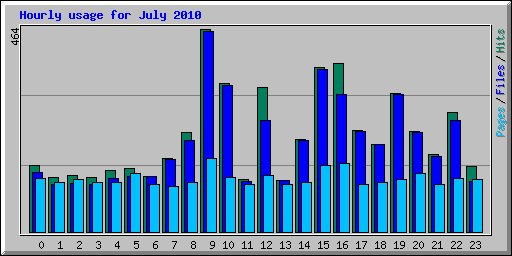 Hourly usage for July 2010
464
Pages / Files / Hits
0 1 2 3 4 5 6 7 8 9 10 11 12 13 14 15 16 17 18 19 20 21 22 23